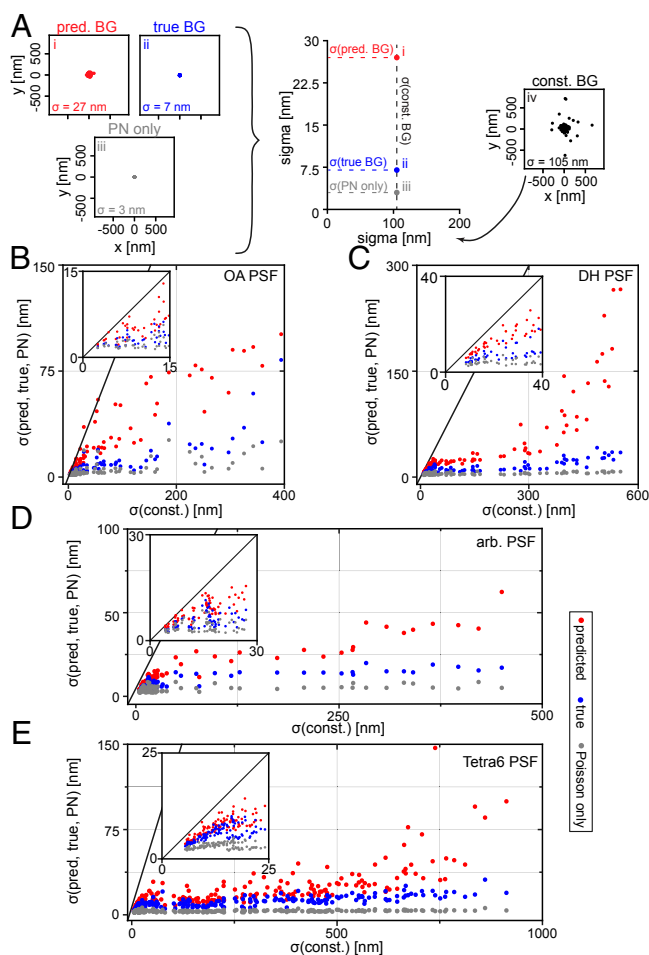 A
pred. BG
true BG
i
ii
y [nm]
500
0
-500
σ = 27 nm
σ = 7 nm
PN only
iii
y [nm]
500
0
-500
σ = 3 nm
-500 0 500
x [nm]
sigma [nm]
30
22.5
15
7.5
0
σ(pred. BG)
i
σ(const. BG)
σ(true BG)
ii
σ(PN only)
iii
0 100 200
sigma [nm]
const. BG
iv
y [nm]
500
0
-500
σ = 105 nm
-500 0 500
x [nm]
B
OA PSF
σ(pred, true, PN) [nm]
150
75
0
15
0
0 15
0 200 400
σ(const.) [nm]
C
DH PSF
σ(pred, true, PN) [nm]
300
150
0
40
0
0 40
0 300 600
σ(const.) [nm]
D
arb. PSF
σ(pred, true, PN) [nm]
100
50
0
30
0
0 30
0 250 500
σ(const.) [nm]
E
Tetra6 PSF
σ(pred, true, PN) [nm]
150
75
0
25
0
0 25
0 500 1000
σ(const.) [nm]
predicted
true
Poisson only